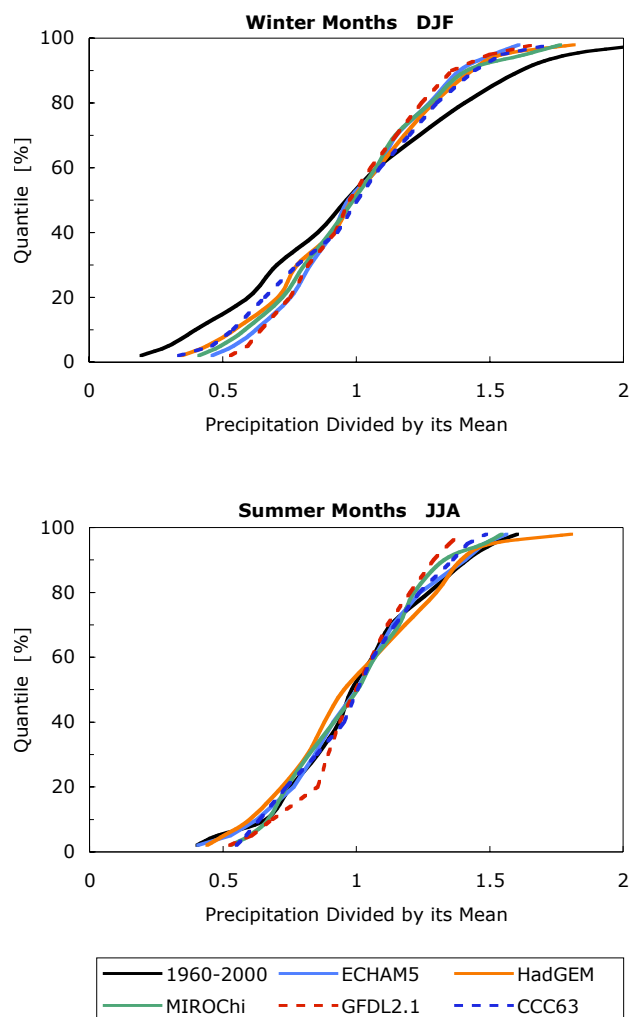 Winter Months DJF
100
80
60
40
20
0
Quantile [%]
0 0.5 1 1.5 2
Precipitation Divided by its Mean
Summer Months JJA
100
80
60
40
20
0
Quantile [%]
0 0.5 1 1.5 2
Precipitation Divided by its Mean
1960-2000 ECHAM5 HadGEM
MIROChi GFDL2.1 CCC63